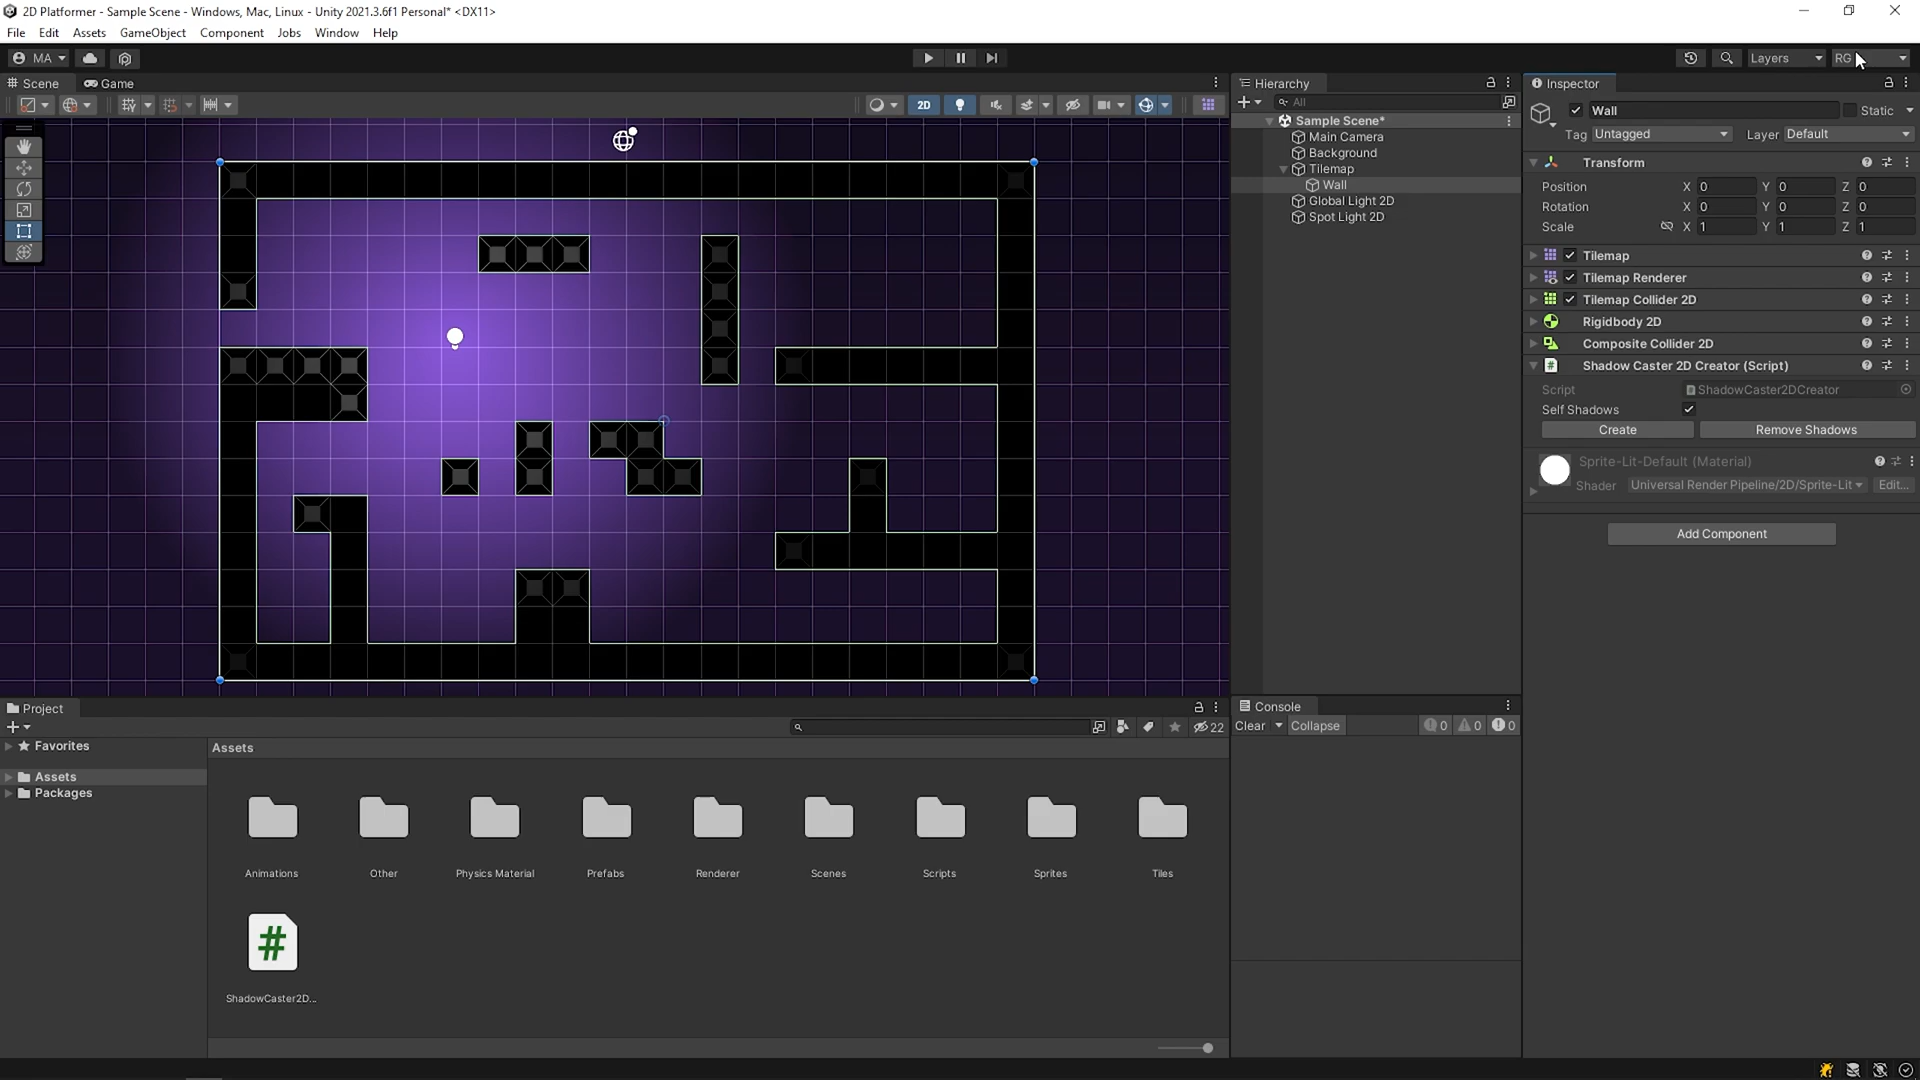 2D Platformer - Sample Scene - Windows, Mac, Linux - Unity 2021.3.6f1 Personal* <DX11>
File Edit Assets GameObject Component Jobs Window Help
MA
Layers
RG
Scene Game
2D
Hierarchy
All
Sample Scene*
Main Camera
Background
Tilemap
Wall
Global Light 2D
Spot Light 2D
Inspector
Wall Static
Tag Untagged Layer Default
Transform
Position X 0 Y 0 Z 0
Rotation X 0 Y 0 Z 0
Scale X 1 Y 1 Z 1
Tilemap
Tilemap Renderer
Tilemap Collider 2D
Rigidbody 2D
Composite Collider 2D
Shadow Caster 2D Creator (Script)
Script ShadowCaster2DCreator
Self Shadows
Create Remove Shadows
Sprite-Lit-Default (Material)
Shader Universal Render Pipeline/2D/Sprite-Lit Edit...
Add Component
Project
22
Favorites
Assets
Packages
Assets
Animations Other Physics Material Prefabs Renderer Scenes Scripts Sprites Tiles
#
ShadowCaster2D...
Console
Clear Collapse 0 0 0